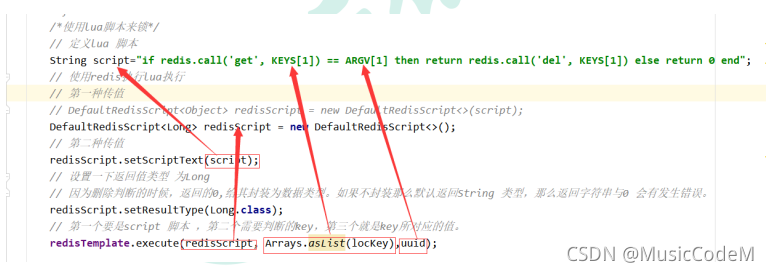 /*使用lua脚本来锁*/
// 定义lua 脚本
String script="if redis.call('get', KEYS[1]) == ARGV[1] then return redis.call('del', KEYS[1]) else return 0 end";
// 使用redis执行lua执行
// 第一种传值
// DefaultRedisScript<Object> redisScript = new DefaultRedisScript<>(script);
DefaultRedisScript<Long> redisScript = new DefaultRedisScript<>();
// 第二种传值
redisScript.setScriptText(script);
// 设置一下返回值类型 为Long
// 因为删除判断的时候，返回的0,给其封装为数据类型。如果不封装那么默认返回String 类型，那么返回字符串与0 会有发生错误。
redisScript.setResultType(Long.class);
// 第一个要是script 脚本 ，第二个需要判断的key，第三个就是key所对应的值。
redisTemplate.execute(redisScript, Arrays.asList(locKey),uuid);
CSDN @MusicCodeM